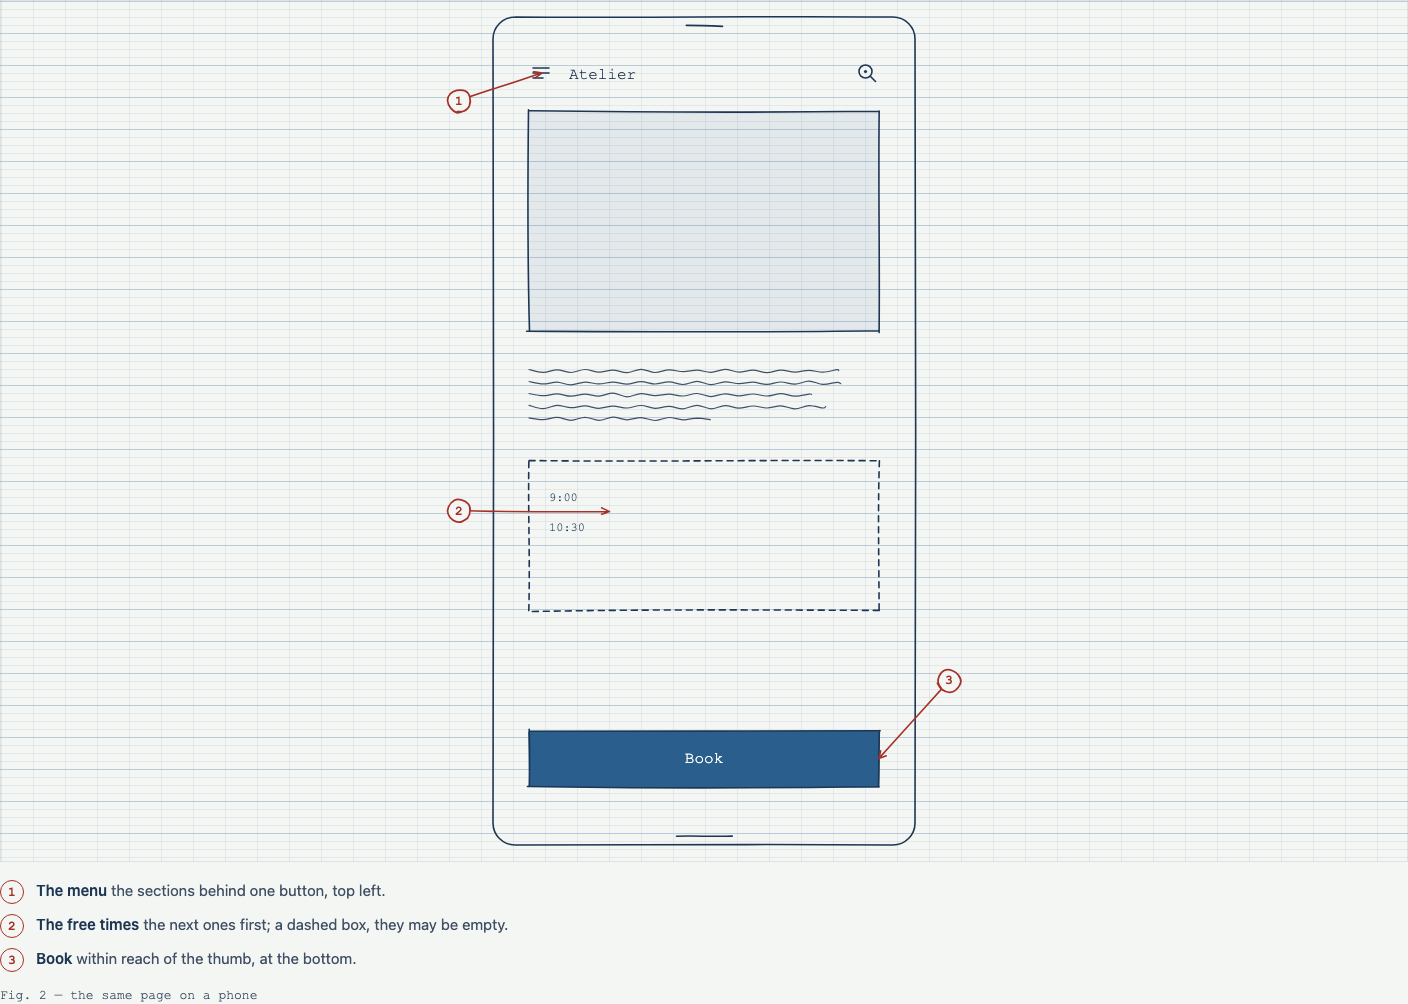 Atelier
1
9:00
2
10:30
3
Book
1 The menu the sections behind one button, top left.
2 The free times the next ones first; a dashed box, they may be empty.
3 Book within reach of the thumb, at the bottom.
Fig. 2 — the same page on a phone